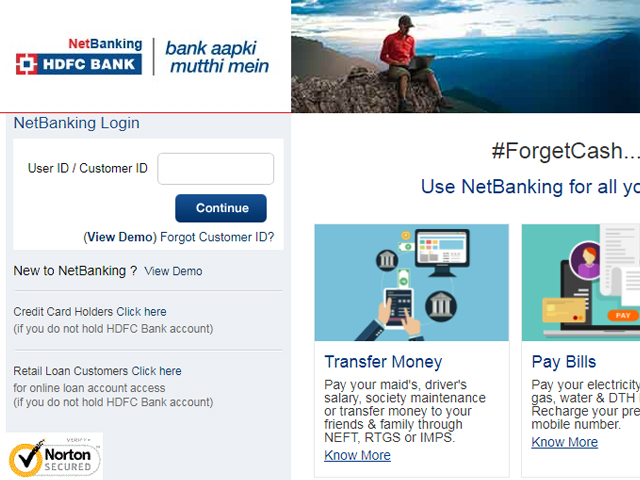 NetBanking
HDFC BANK
bank aapki
mutthi mein
NetBanking Login
User ID / Customer ID
Continue
(View Demo) Forgot Customer ID?
New to NetBanking ? View Demo
Credit Card Holders Click here
(if you do not hold HDFC Bank account)
Retail Loan Customers Click here
for online loan account access
(if you do not hold HDFC Bank account)
VERIFY
Norton
SECURED
#ForgetCash...
Use NetBanking for all yo
Transfer Money
Pay your maid's, driver's
salary, society maintenance
or transfer money to your
friends & family through
NEFT, RTGS or IMPS.
Know More
PAY
Pay Bills
Pay your electricity
gas, water & DTH
Recharge your pre
mobile number.
Know More